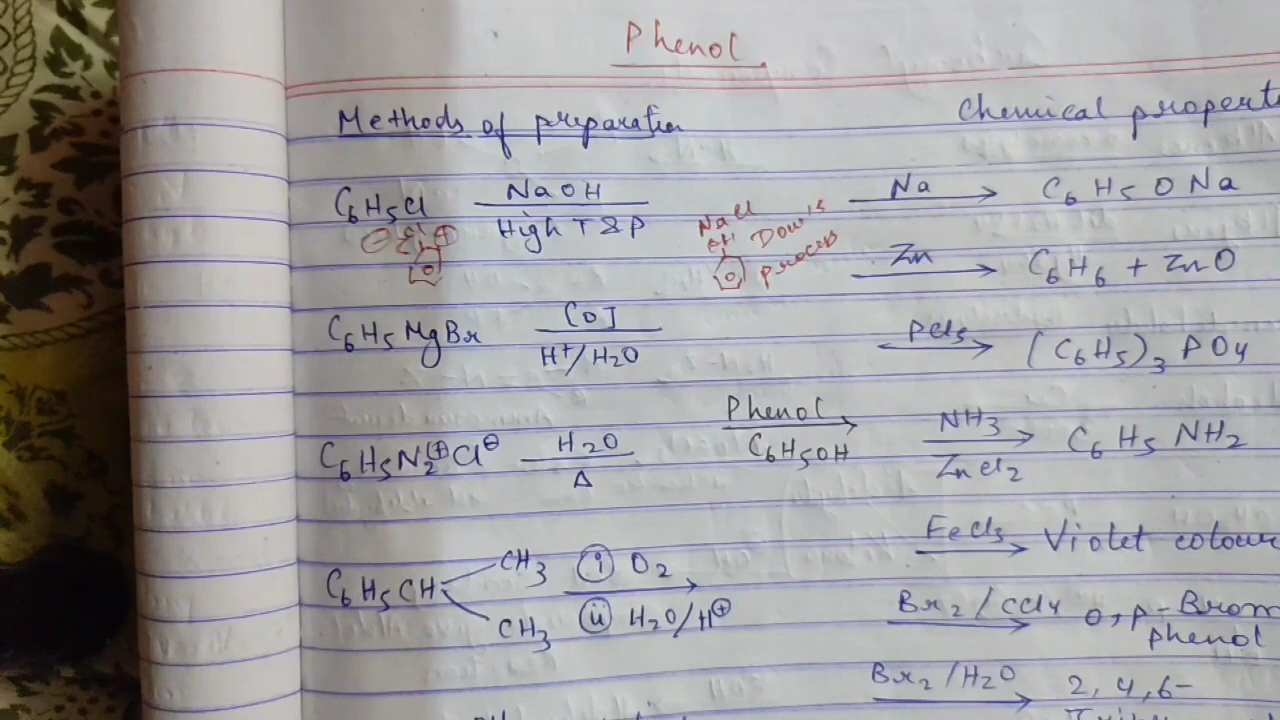 Phenol
Methods of preparation
C6H5Cl NaOH
High T & P
NaCl
OH Dow's
process
C6H5MgBr [O]
H+/H2O
C6H5N2⊕Cl⊖ H2O
Δ
Phenol
C6H5OH
C6H5CH CH3 (i) O2
CH3 (ii) H2O/H⊕
Chemical propert
Na C6H5ONa
Zn C6H6 + ZnO
PCl5 (C6H5)3PO4
NH3 C6H5NH2
ZnCl2
FeCl3 Violet colour
Br2/CCl4 o,p-Brom
phenol
Br2/H2O 2,4,6-